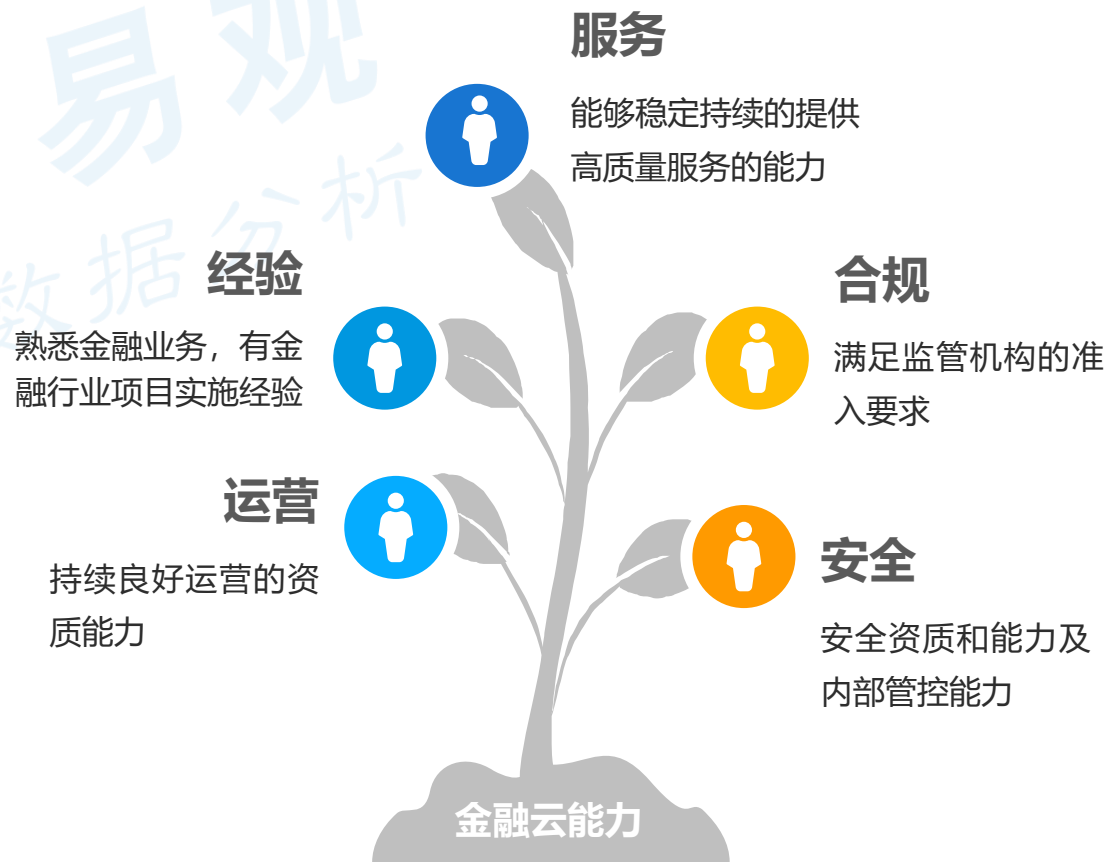 易观
数据分析
服务
能够稳定持续的提供
高质量服务的能力
经验
熟悉金融业务，有金
融行业项目实施经验
合规
满足监管机构的准
入要求
运营
持续良好运营的资
质能力
安全
安全资质和能力及
内部管控能力
金融云能力